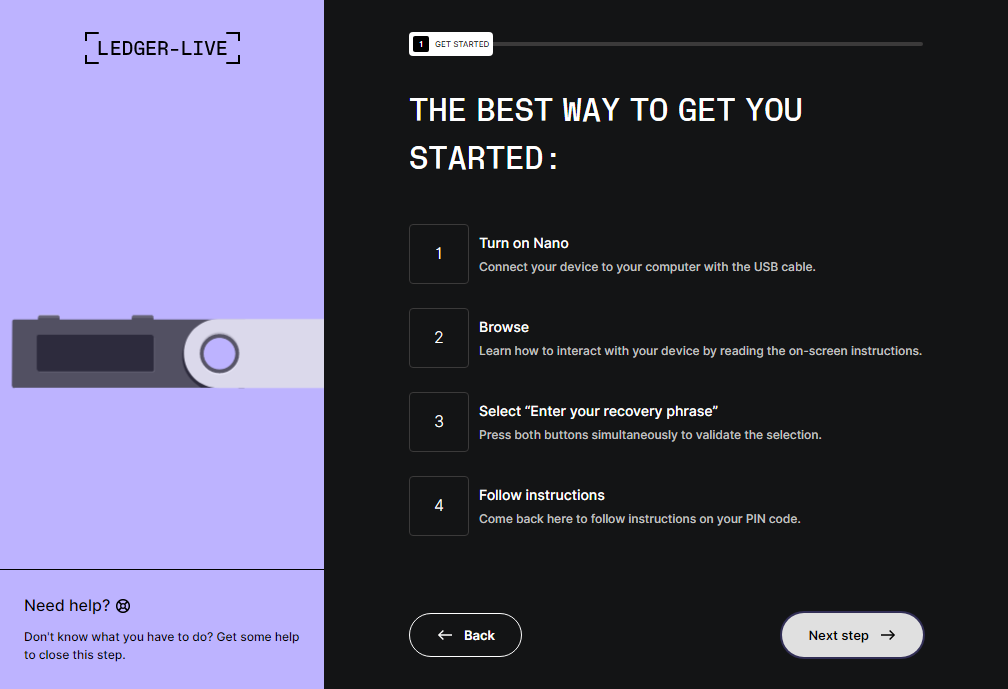 LEDGER-LIVE
1 GET STARTED
THE BEST WAY TO GET YOU
STARTED:
1
Turn on Nano
Connect your device to your computer with the USB cable.
2
Browse
Learn how to interact with your device by reading the on-screen instructions.
3
Select “Enter your recovery phrase”
Press both buttons simultaneously to validate the selection.
4
Follow instructions
Come back here to follow instructions on your PIN code.
Need help?
Don't know what you have to do? Get some help
to close this step.
Back
Next step